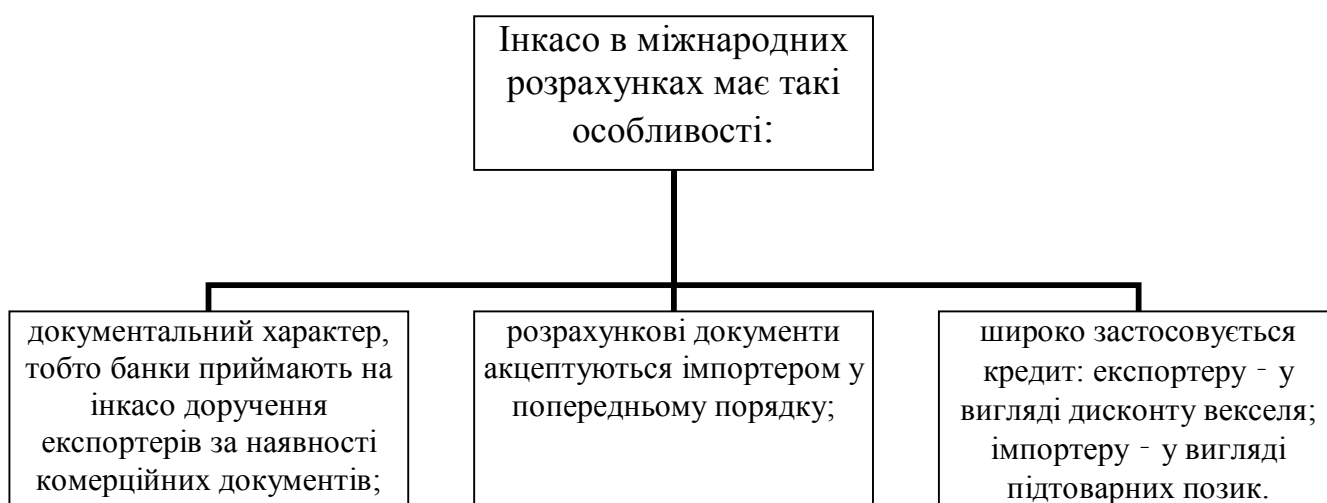 Інкасо в міжнародних
розрахунках має такі
особливості:
документальний характер,
тобто банки приймають на
інкасо доручення
експортерів за наявності
комерційних документів;
розрахункові документи
акцептуються імпортером у
попередньому порядку;
широко застосовується
кредит: експортеру - у
вигляді дисконту векселя;
імпортеру - у вигляді
підтоварних позик.